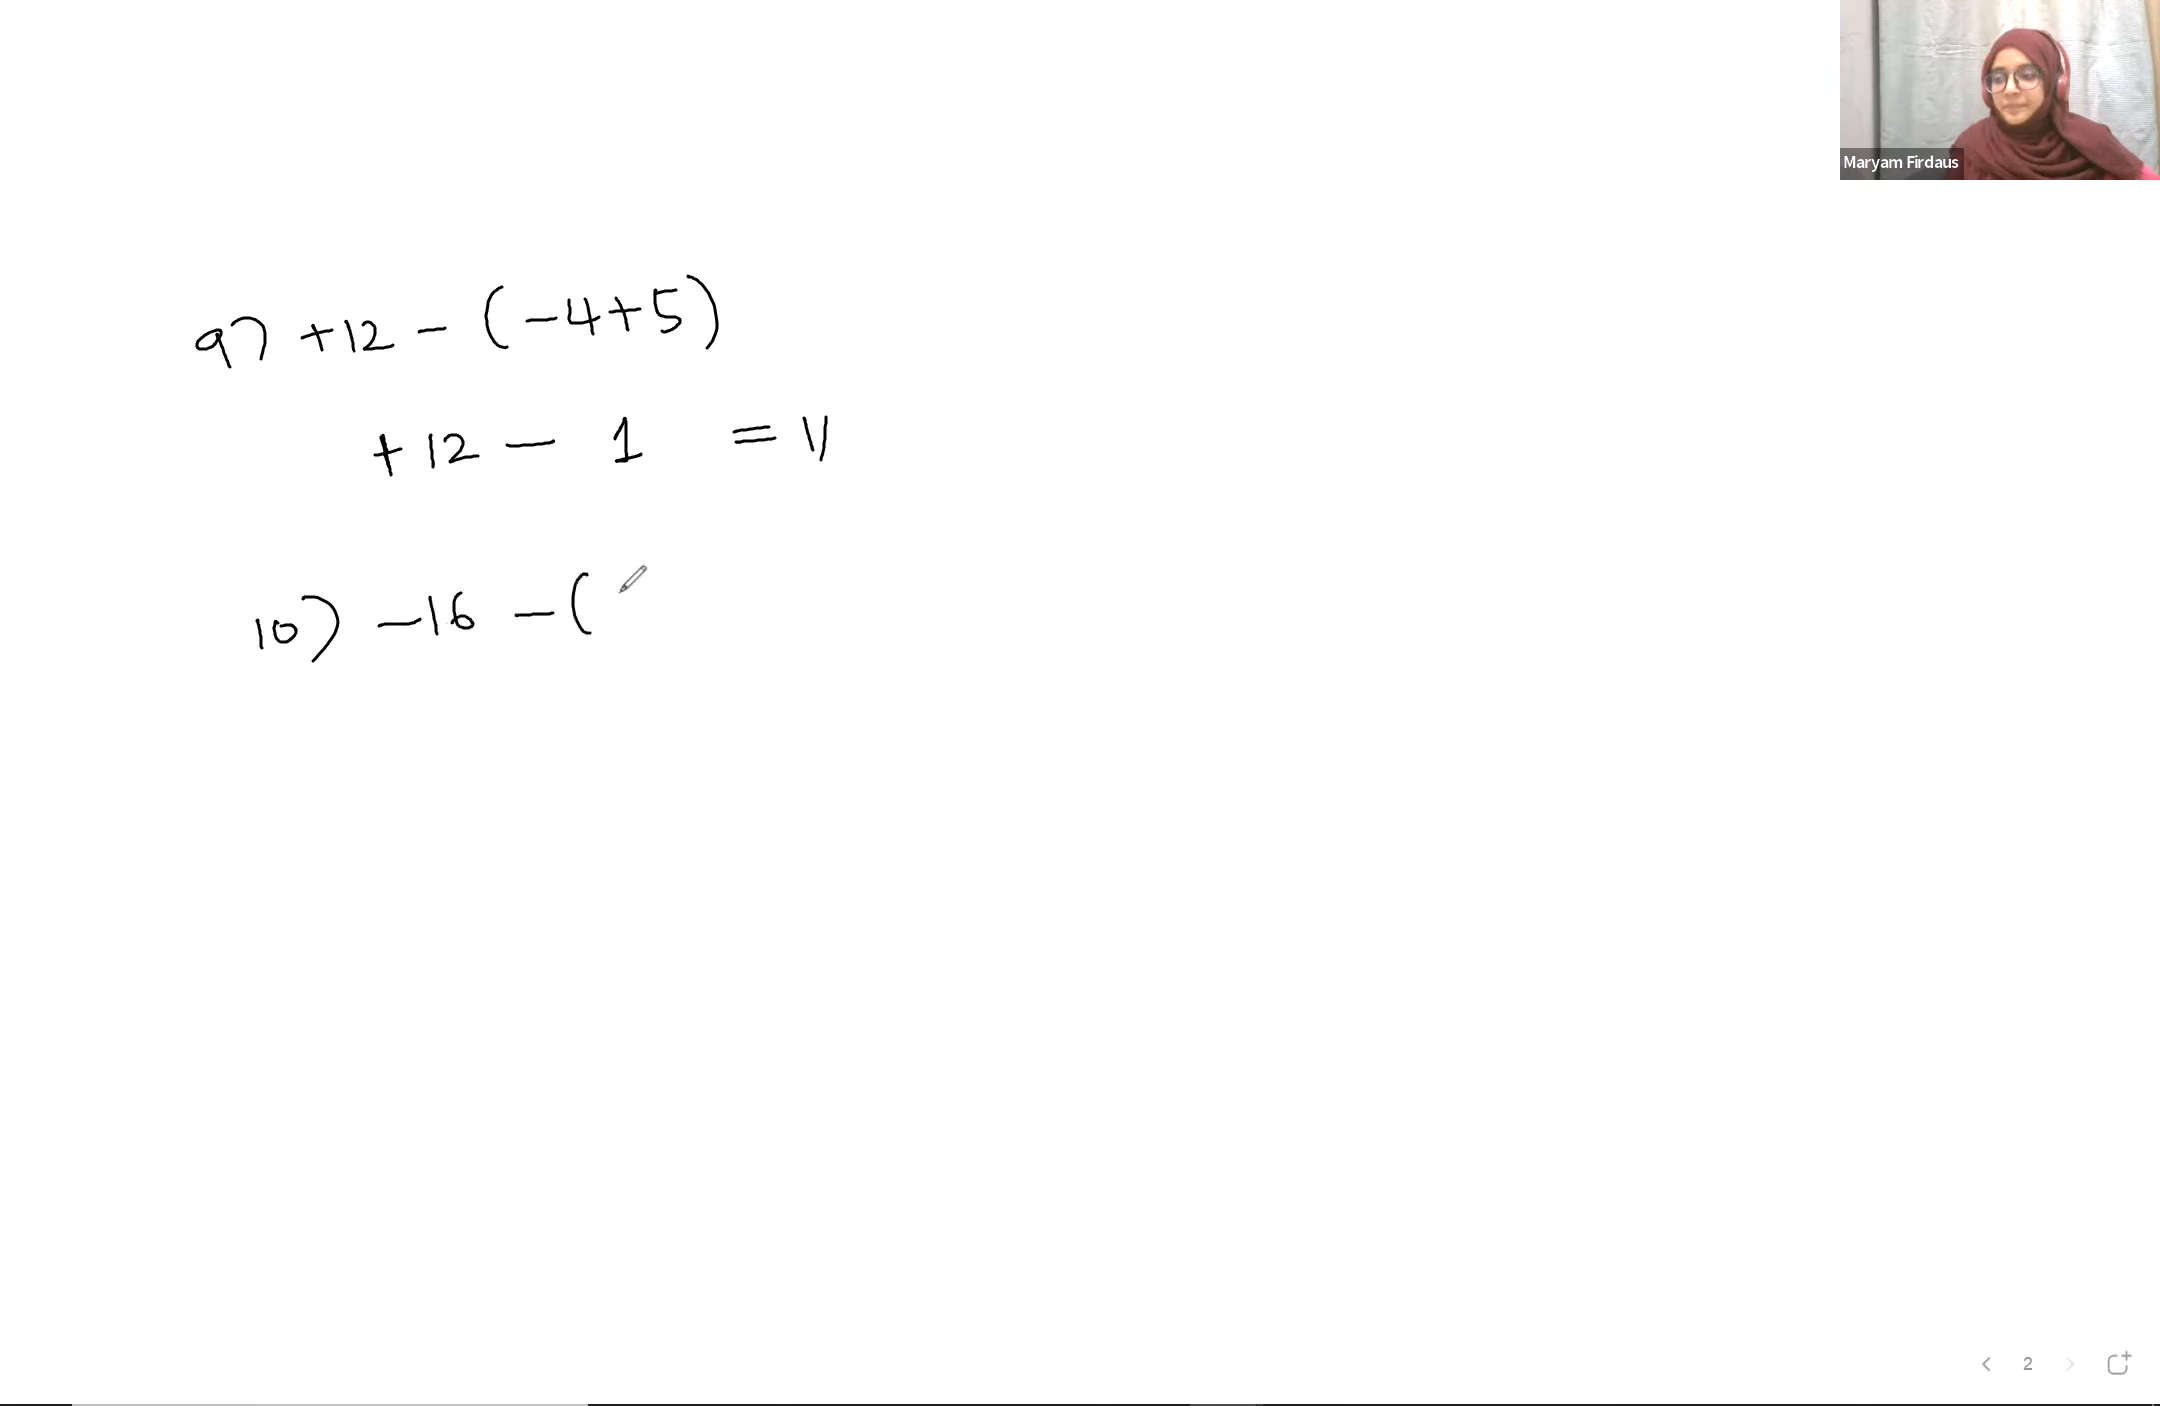 Maryam Firdaus
9) +12 - (-4+5)
+12 - 1 = 11
10) -16 - (
2